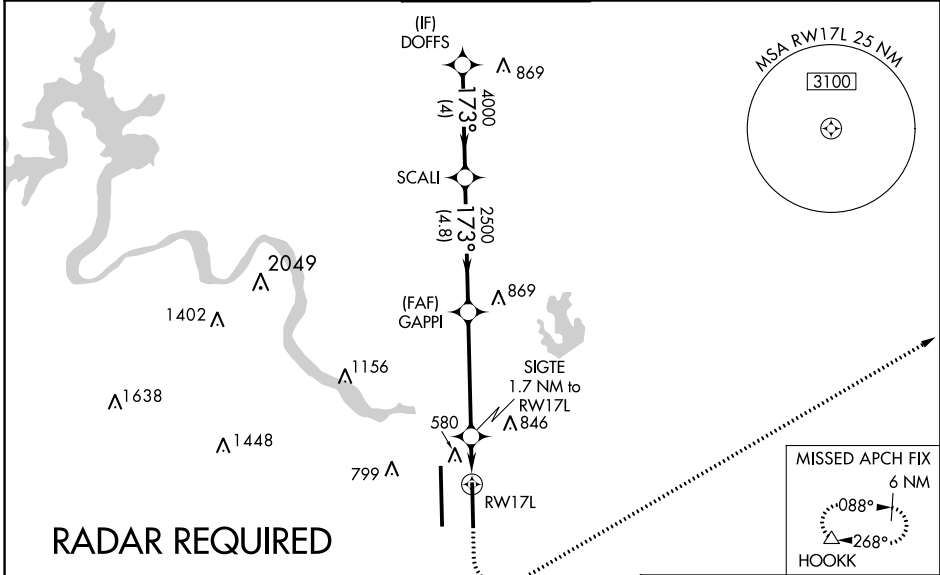 (IF)
DOFFS
869
4000
173°
(4)
MSA RW17L 25 NM
3100
SCALI
2500
173°
(4.8)
2049
1402
(FAF)
GAPPI
869
1156
SIGTE
1.7 NM to
RW17L
1638
580
846
1448
799
RW17L
MISSED APCH FIX
6 NM
088°
268°
HOOKK
RADAR REQUIRED